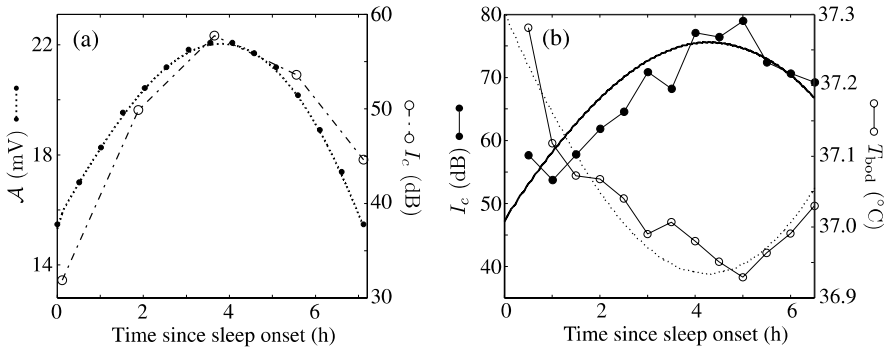 (a)
22
18
14
𝒜 (mV)
60
50
40
30
I_c (dB)
0 2 4 6
Time since sleep onset (h)
(b)
80
70
60
50
40
I_c (dB)
37.3
37.2
37.1
37.0
36.9
T_bod (°C)
0 2 4 6
Time since sleep onset (h)